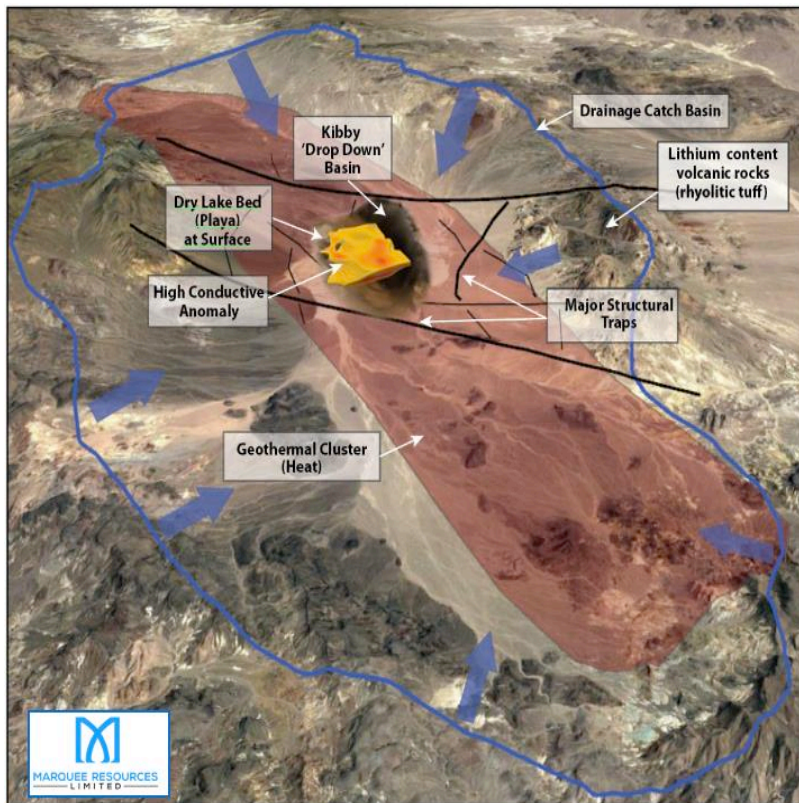 Drainage Catch Basin
Kibby
'Drop Down'
Basin
Lithium content
volcanic rocks
(rhyolitic tuff)
Dry Lake Bed
(Playa)
at Surface
High Conductive
Anomaly
Major Structural
Traps
Geothermal Cluster
(Heat)
MARQUEE RESOURCES
LIMITED